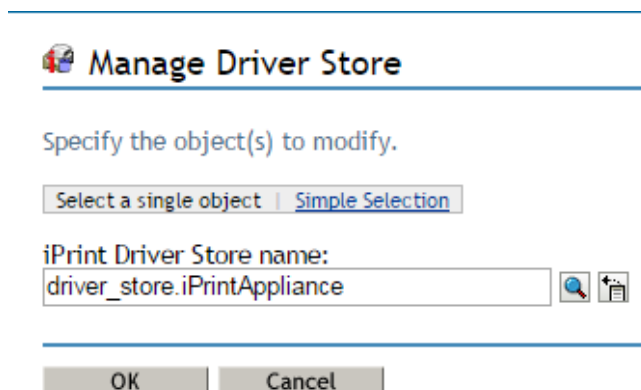 Manage Driver Store
Specify the object(s) to modify.
Select a single object | Simple Selection
iPrint Driver Store name:
driver_store.iPrintAppliance
OK Cancel